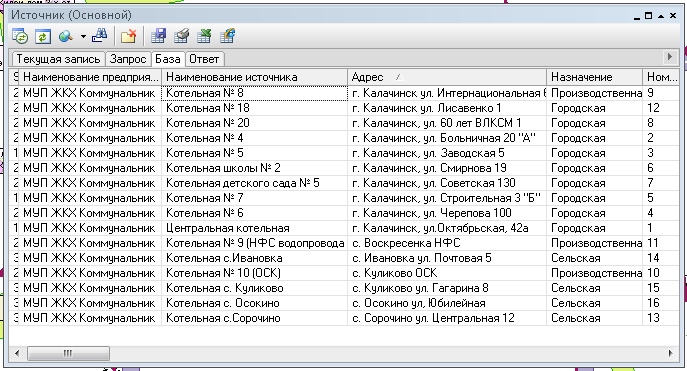 Источник (Основной)
Текущая запись Запрос База Ответ
Наименование предприя... Наименование источника Адрес Назначение Ном...
2 МУП ЖКХ Коммунальник Котельная № 8 г. Калачинск ул. Интернациональная 6 Производственна 9
2 МУП ЖКХ Коммунальник Котельная № 18 г. Калачинск ул. Лисавенко 1 Городская 12
2 МУП ЖКХ Коммунальник Котельная № 20 г. Калачинск, ул. 60 лет ВЛКСМ 1 Городская 8
2 МУП ЖКХ Коммунальник Котельная № 4 г. Калачинск, ул. Больничная 20 "А" Городская 2
1 МУП ЖКХ Коммунальник Котельная № 5 г. Калачинск, ул. Заводская 5 Городская 3
2 МУП ЖКХ Коммунальник Котельная школы № 2 г. Калачинск, ул. Смирнова 19 Городская 6
2 МУП ЖКХ Коммунальник Котельная детского сада № 5 г. Калачинск, ул. Советская 130 Городская 7
1 МУП ЖКХ Коммунальник Котельная № 7 г. Калачинск, ул. Строительная 3 "Б" Городская 5
2 МУП ЖКХ Коммунальник Котельная № 6 г. Калачинск, ул. Черепова 100 Городская 4
1 МУП ЖКХ Коммунальник Центральная котельная г. Калачинск, ул.Октябрьская, 42а Городская 1
2 МУП ЖКХ Коммунальник Котельная № 9 (НФС водопровода с. Воскресенка НФС Производственна 11
3 МУП ЖКХ Коммунальник Котельная с.Ивановка с. Ивановка ул. Почтовая 5 Сельская 14
2 МУП ЖКХ Коммунальник Котельная № 10 (ОСК) с. Куликово ОСК Производственна 10
3 МУП ЖКХ Коммунальник Котельная с. Куликово с. Куликово ул. Гагарина 8 Сельская 15
3 МУП ЖКХ Коммунальник Котельная с. Осокино с. Осокино ул, Юбилейная Сельская 16
3 МУП ЖКХ Коммунальник Котельная с.Сорочино с. Сорочино ул. Центральная 12 Сельская 13